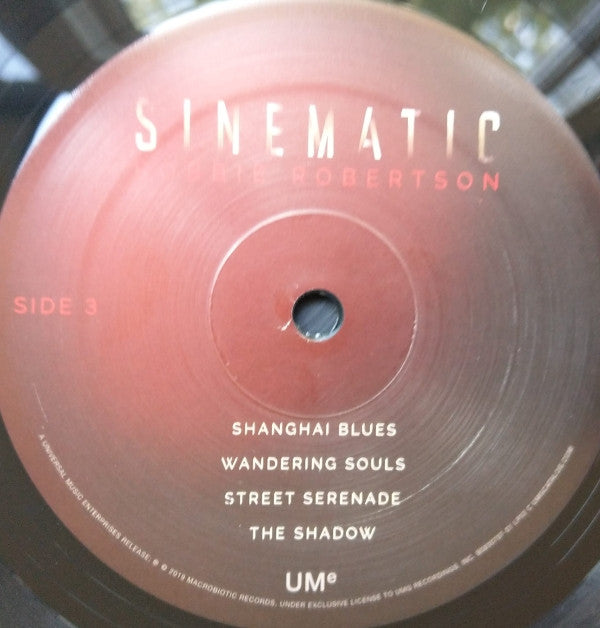 SINEMATIC
ROBERTSON
SIDE 3
SHANGHAI BLUES
WANDERING SOULS
STREET SERENADE
THE SHADOW
UMe
A UNIVERSAL MUSIC ENTERPRISES RELEASE; ℗ © 2019 MACROBIOTIC RECORDS, UNDER EXCLUSIVE LICENSE TO UMG RECORDINGS, INC.